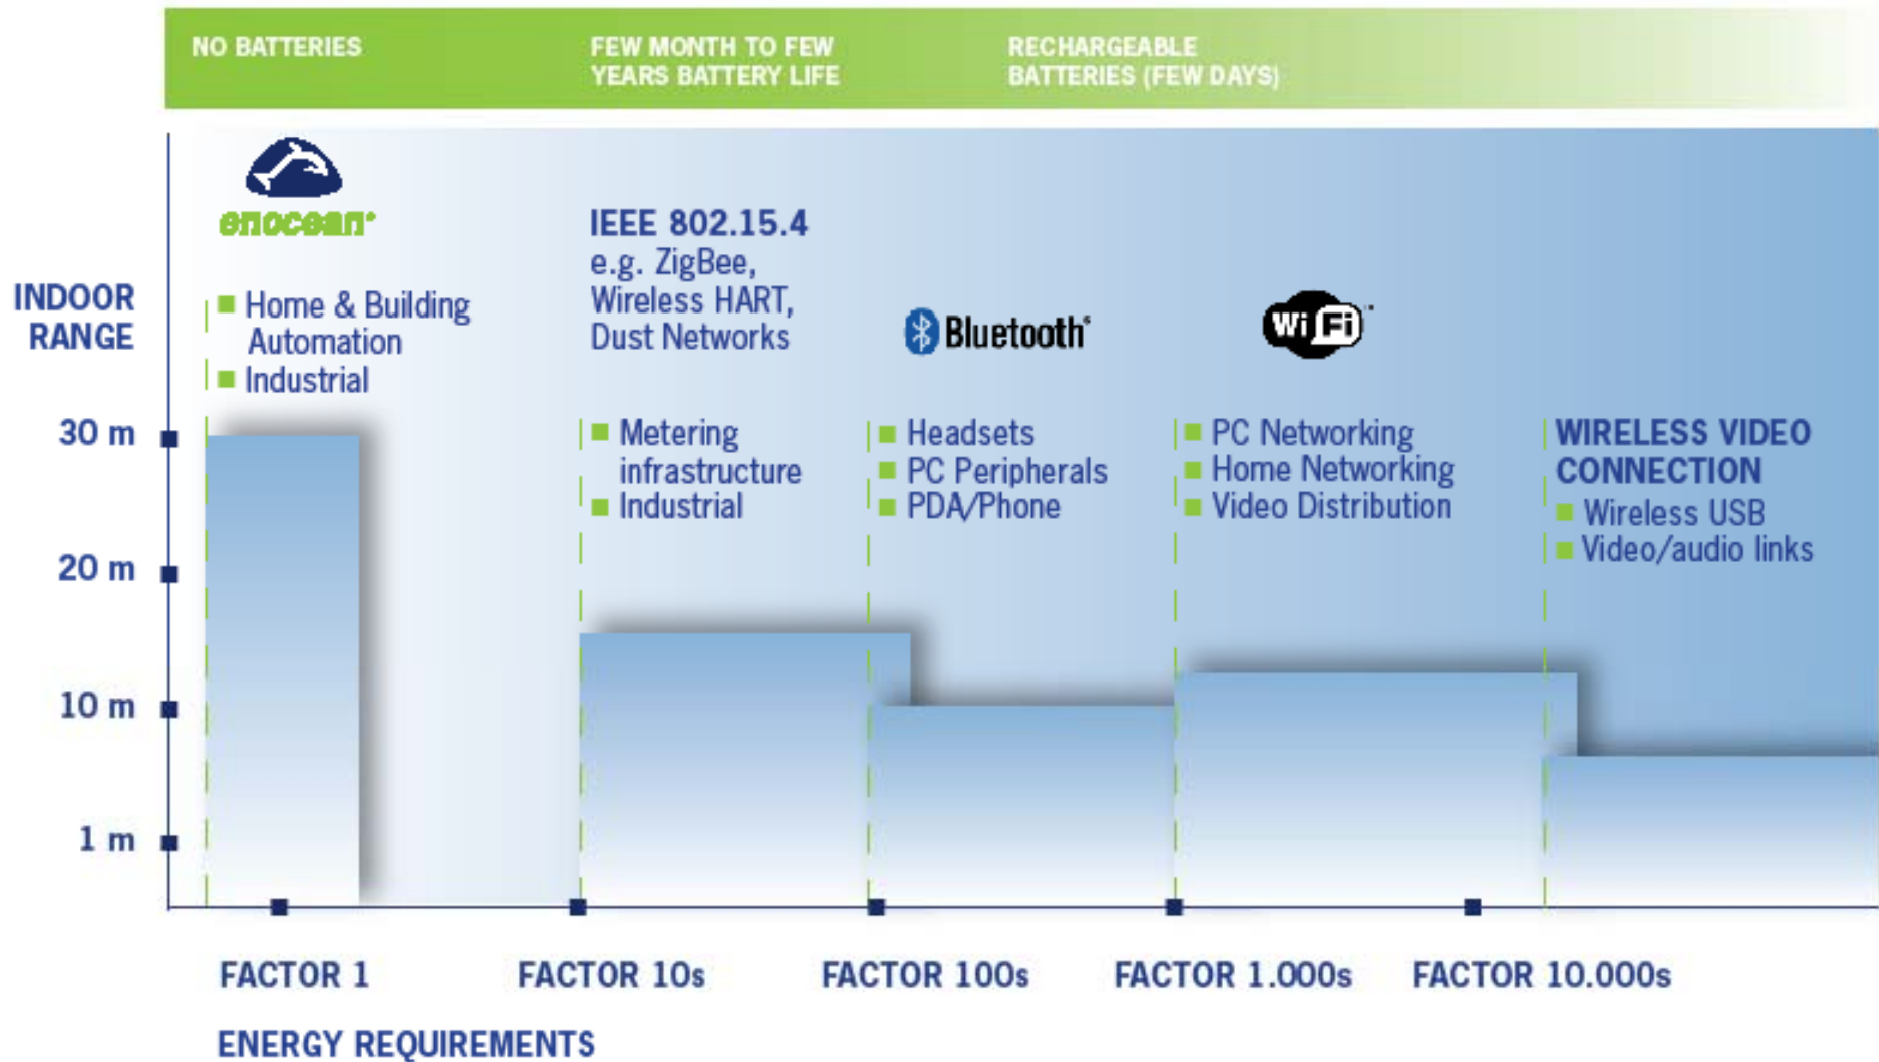 NO BATTERIES
FEW MONTH TO FEW
YEARS BATTERY LIFE
RECHARGEABLE
BATTERIES (FEW DAYS)
enocean®
INDOOR
RANGE
Home & Building
Automation
Industrial
IEEE 802.15.4
e.g. ZigBee,
Wireless HART,
Dust Networks
Metering
infrastructure
Industrial
Bluetooth®
Headsets
PC Peripherals
PDA/Phone
Wi Fi
PC Networking
Home Networking
Video Distribution
WIRELESS VIDEO
CONNECTION
Wireless USB
Video/audio links
30 m
20 m
10 m
1 m
FACTOR 1
FACTOR 10s
FACTOR 100s
FACTOR 1.000s
FACTOR 10.000s
ENERGY REQUIREMENTS